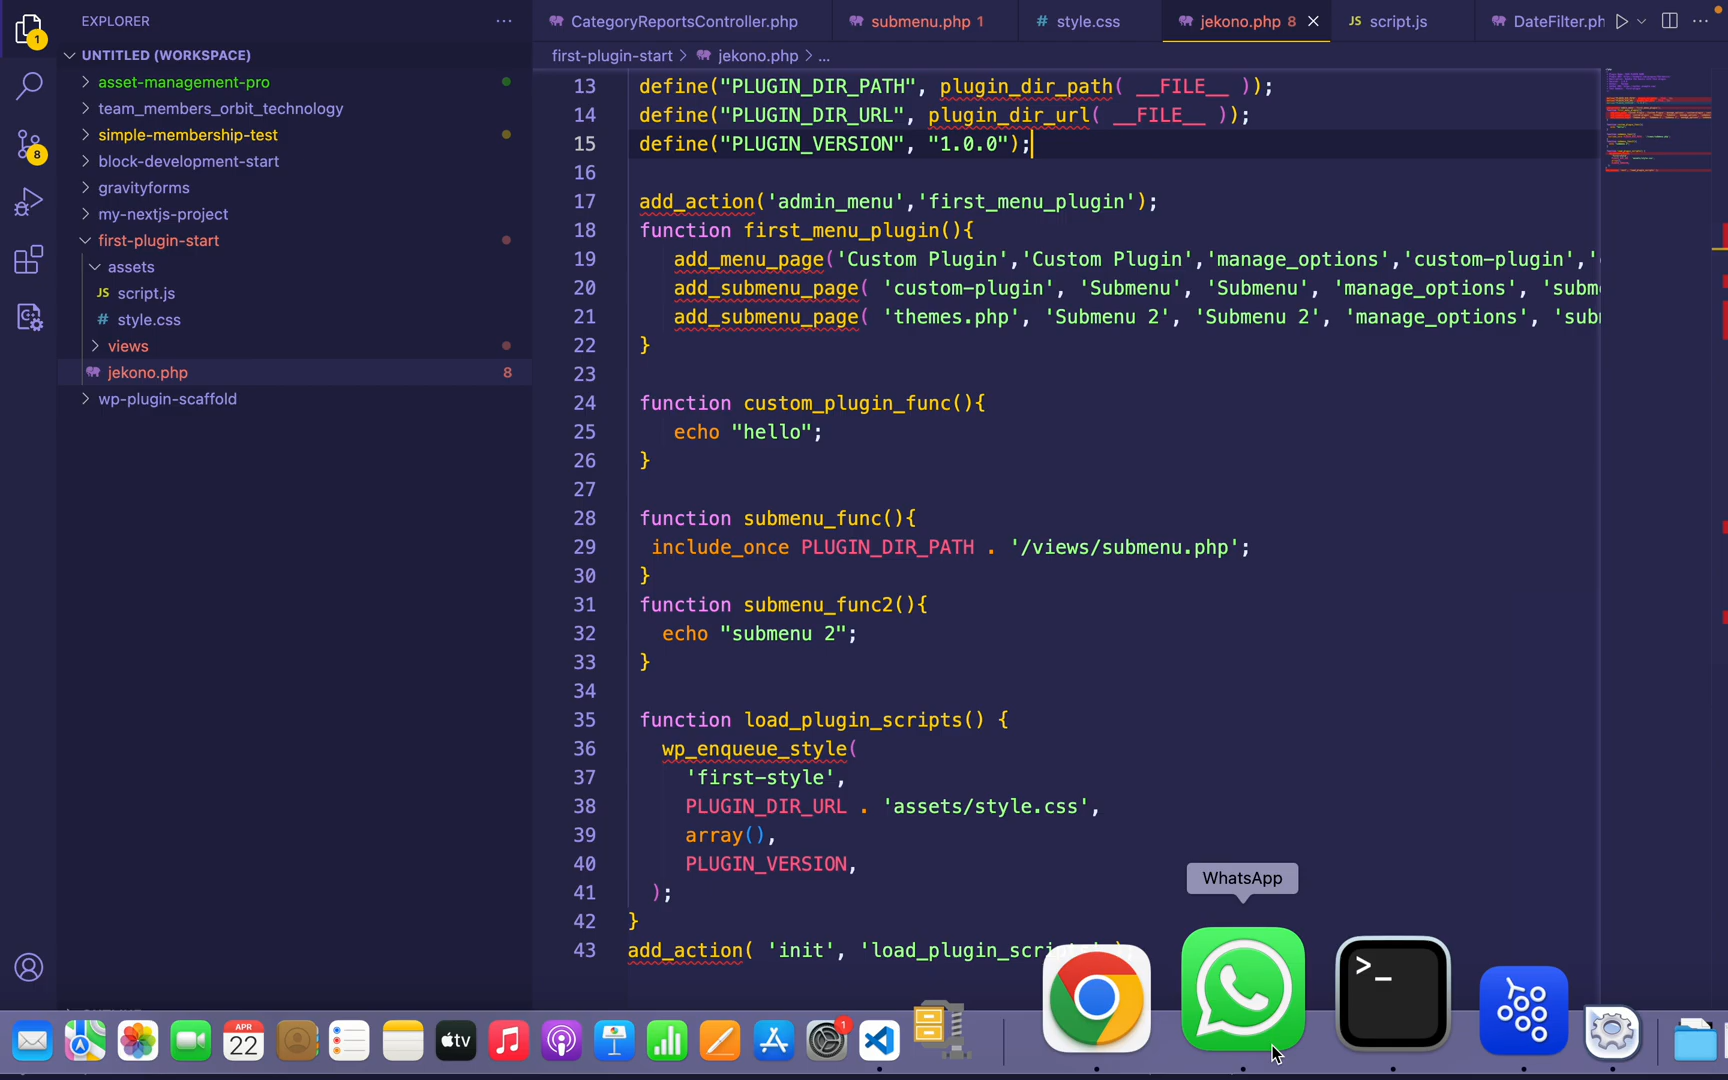 EXPLORER
UNTITLED (WORKSPACE)
asset-management-pro
team_members_orbit_technology
simple-membership-test
block-development-start
gravityforms
my-nextjs-project
first-plugin-start
assets
JS script.js
# style.css
views
jekono.php 8
wp-plugin-scaffold
1
8
CategoryReportsController.php
submenu.php 1
# style.css
jekono.php 8
JS script.js
DateFilter.ph
first-plugin-start > jekono.php > ...
13 define("PLUGIN_DIR_PATH", plugin_dir_path( __FILE__ ));
14 define("PLUGIN_DIR_URL", plugin_dir_url( __FILE__ ));
15 define("PLUGIN_VERSION", "1.0.0");
16
17 add_action('admin_menu','first_menu_plugin');
18 function first_menu_plugin(){
19 add_menu_page('Custom Plugin','Custom Plugin','manage_options','custom-plugin','
20 add_submenu_page( 'custom-plugin', 'Submenu', 'Submenu', 'manage_options', 'subm
21 add_submenu_page( 'themes.php', 'Submenu 2', 'Submenu 2', 'manage_options', 'sub
22 }
23
24 function custom_plugin_func(){
25 echo "hello";
26 }
27
28 function submenu_func(){
29 include_once PLUGIN_DIR_PATH . '/views/submenu.php';
30 }
31 function submenu_func2(){
32 echo "submenu 2";
33 }
34
35 function load_plugin_scripts() {
36 wp_enqueue_style(
37 'first-style',
38 PLUGIN_DIR_URL . 'assets/style.css',
39 array(),
40 PLUGIN_VERSION,
41 );
42 }
43 add_action( 'init', 'load_plugin_scri
WhatsApp
APR
22
tv
1
>_